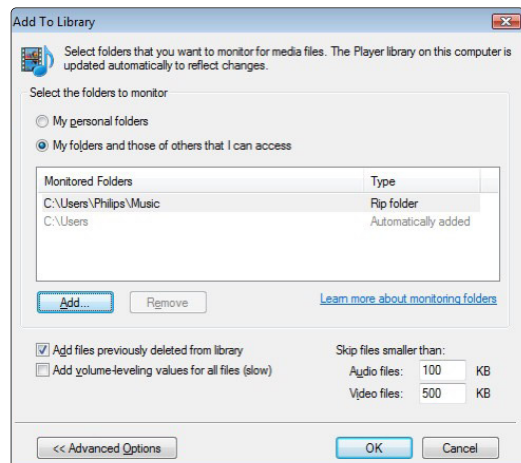 Add To Library
Select folders that you want to monitor for media files. The Player library on this computer is
updated automatically to reflect changes.
Select the folders to monitor
My personal folders
My folders and those of others that I can access
Monitored Folders Type
C:\Users\Philips\Music Rip folder
C:\Users Automatically added
Add... Remove Learn more about monitoring folders
Add files previously deleted from library Skip files smaller than:
Add volume-leveling values for all files (slow) Audio files: 100 KB
Video files: 500 KB
<< Advanced Options OK Cancel